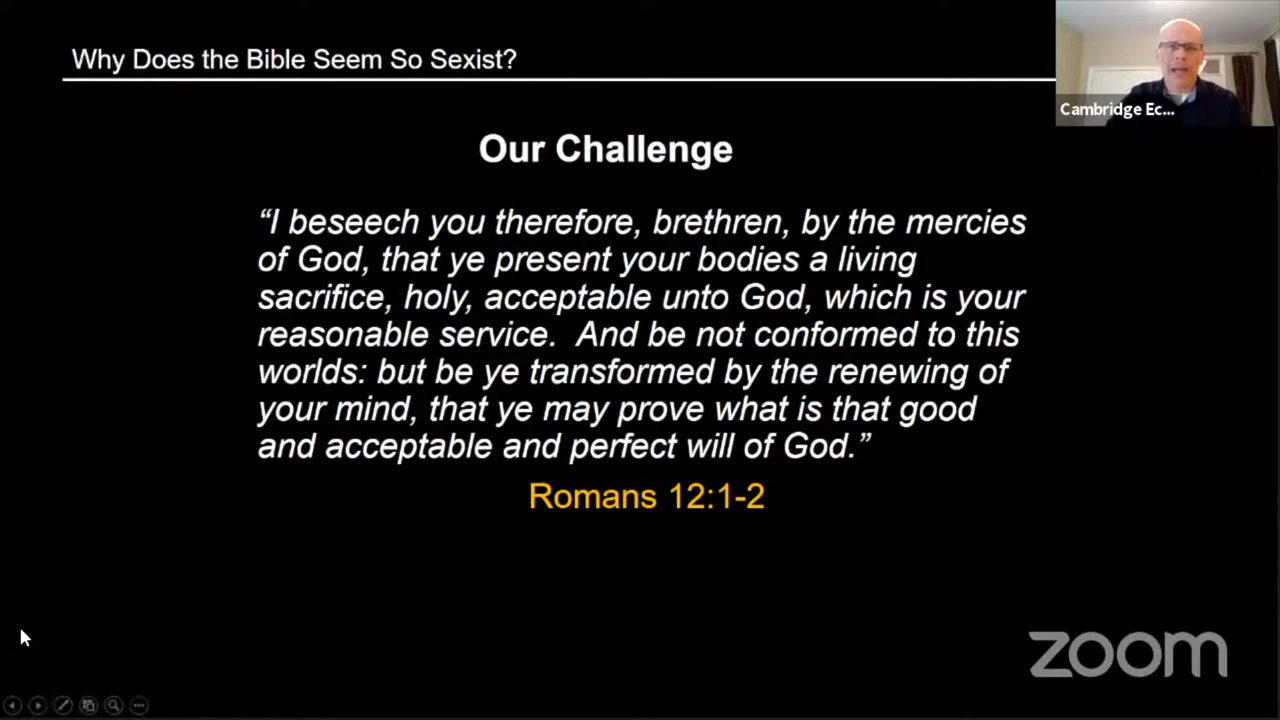 Why Does the Bible Seem So Sexist?
Cambridge Ec...
Our Challenge
“I beseech you therefore, brethren, by the mercies
of God, that ye present your bodies a living
sacrifice, holy, acceptable unto God, which is your
reasonable service.  And be not conformed to this
worlds: but be ye transformed by the renewing of
your mind, that ye may prove what is that good
and acceptable and perfect will of God.”
Romans 12:1-2
zoom